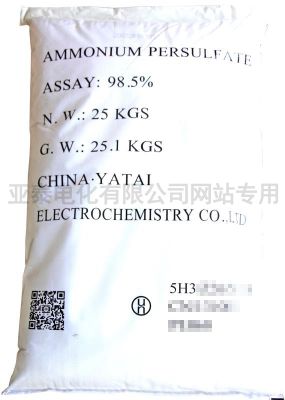 AMMONIUM PERSULFATE
ASSAY: 98.5%
N. W.: 25 KGS
G. W.: 25.1 KGS
CHINA·YATAI
亚泰电化有限公司网站专用
ELECTROCHEMISTRY CO.,LTD
5H3